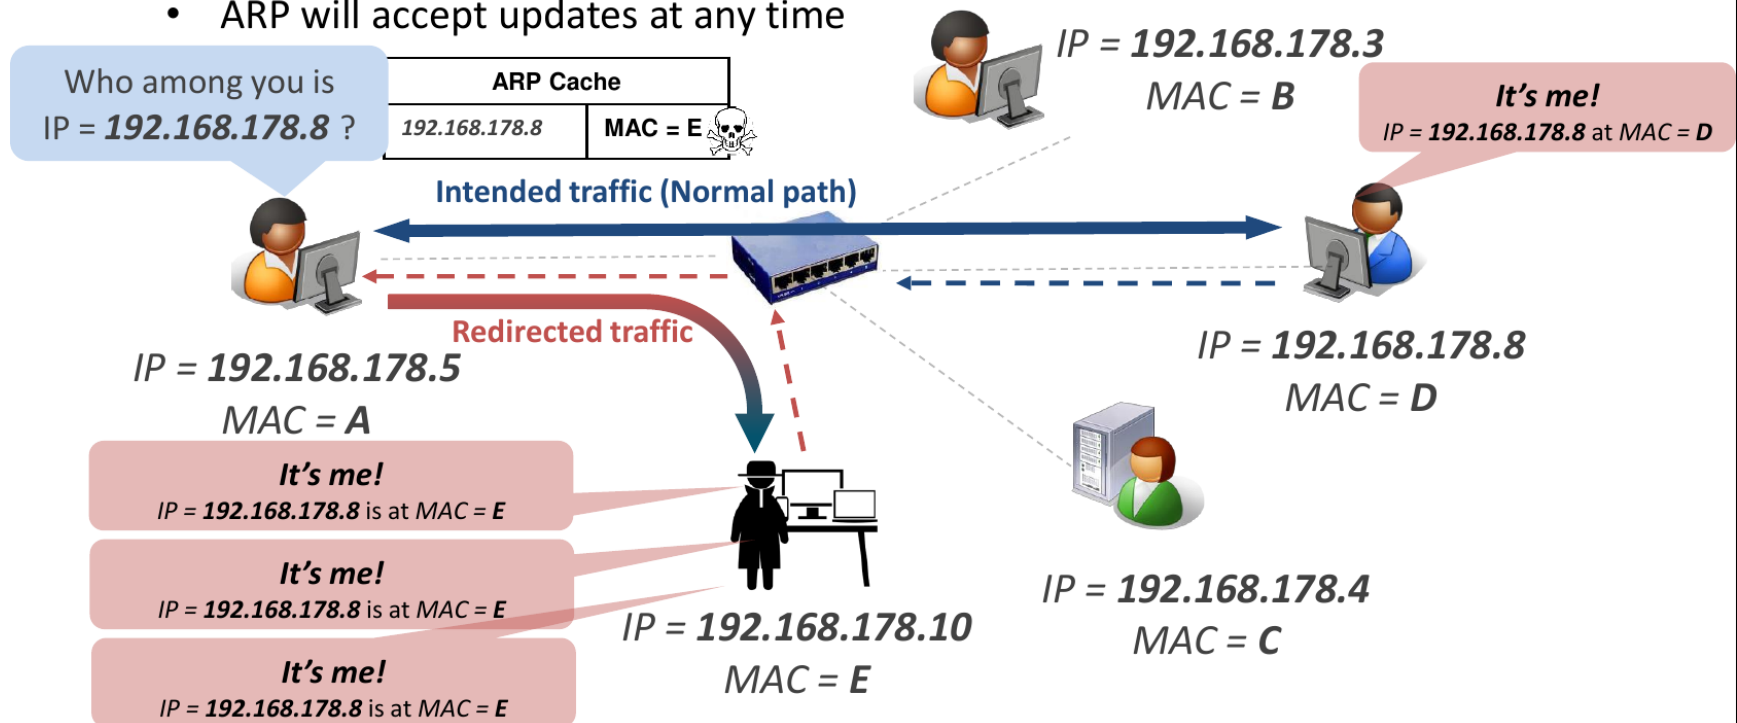 • ARP will accept updates at any time
Who among you is
IP = 192.168.178.8 ?
ARP Cache
192.168.178.8 MAC = E
IP = 192.168.178.3
MAC = B
It's me!
IP = 192.168.178.8 at MAC = D
Intended traffic (Normal path)
Redirected traffic
IP = 192.168.178.5
MAC = A
IP = 192.168.178.8
MAC = D
It's me!
IP = 192.168.178.8 is at MAC = E
It's me!
IP = 192.168.178.8 is at MAC = E
It's me!
IP = 192.168.178.8 is at MAC = E
IP = 192.168.178.10
MAC = E
IP = 192.168.178.4
MAC = C